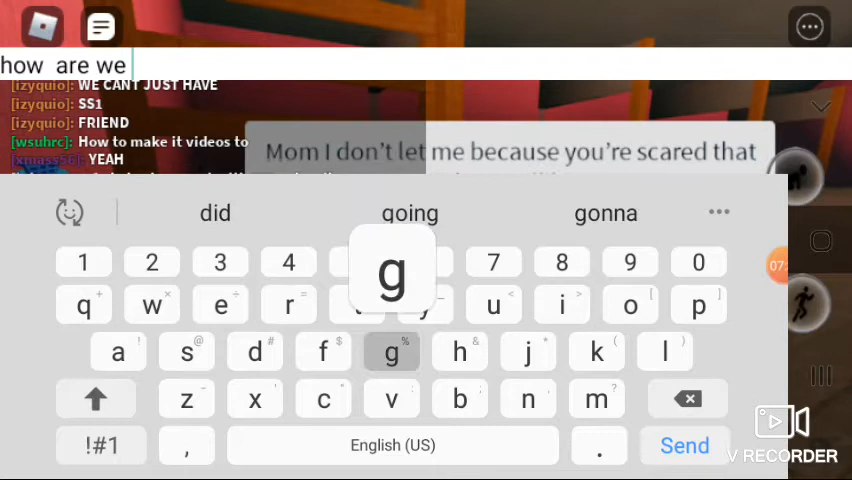 how  are we
[izyquio]: WE CANT JUST HAVE
[izyquio]: SS1
[izyquio]: FRIEND
[wsuhrc]: How to make it videos to
[xmass56]: YEAH
Mom I don't let me because you're scared that
did going gonna
1 2 3 4 7 8 9 0
g
q w e r t y u i o p
a s d f g h j k l
z x c v b n m
!#1 , English (US) . Send
V RECORDER
07: